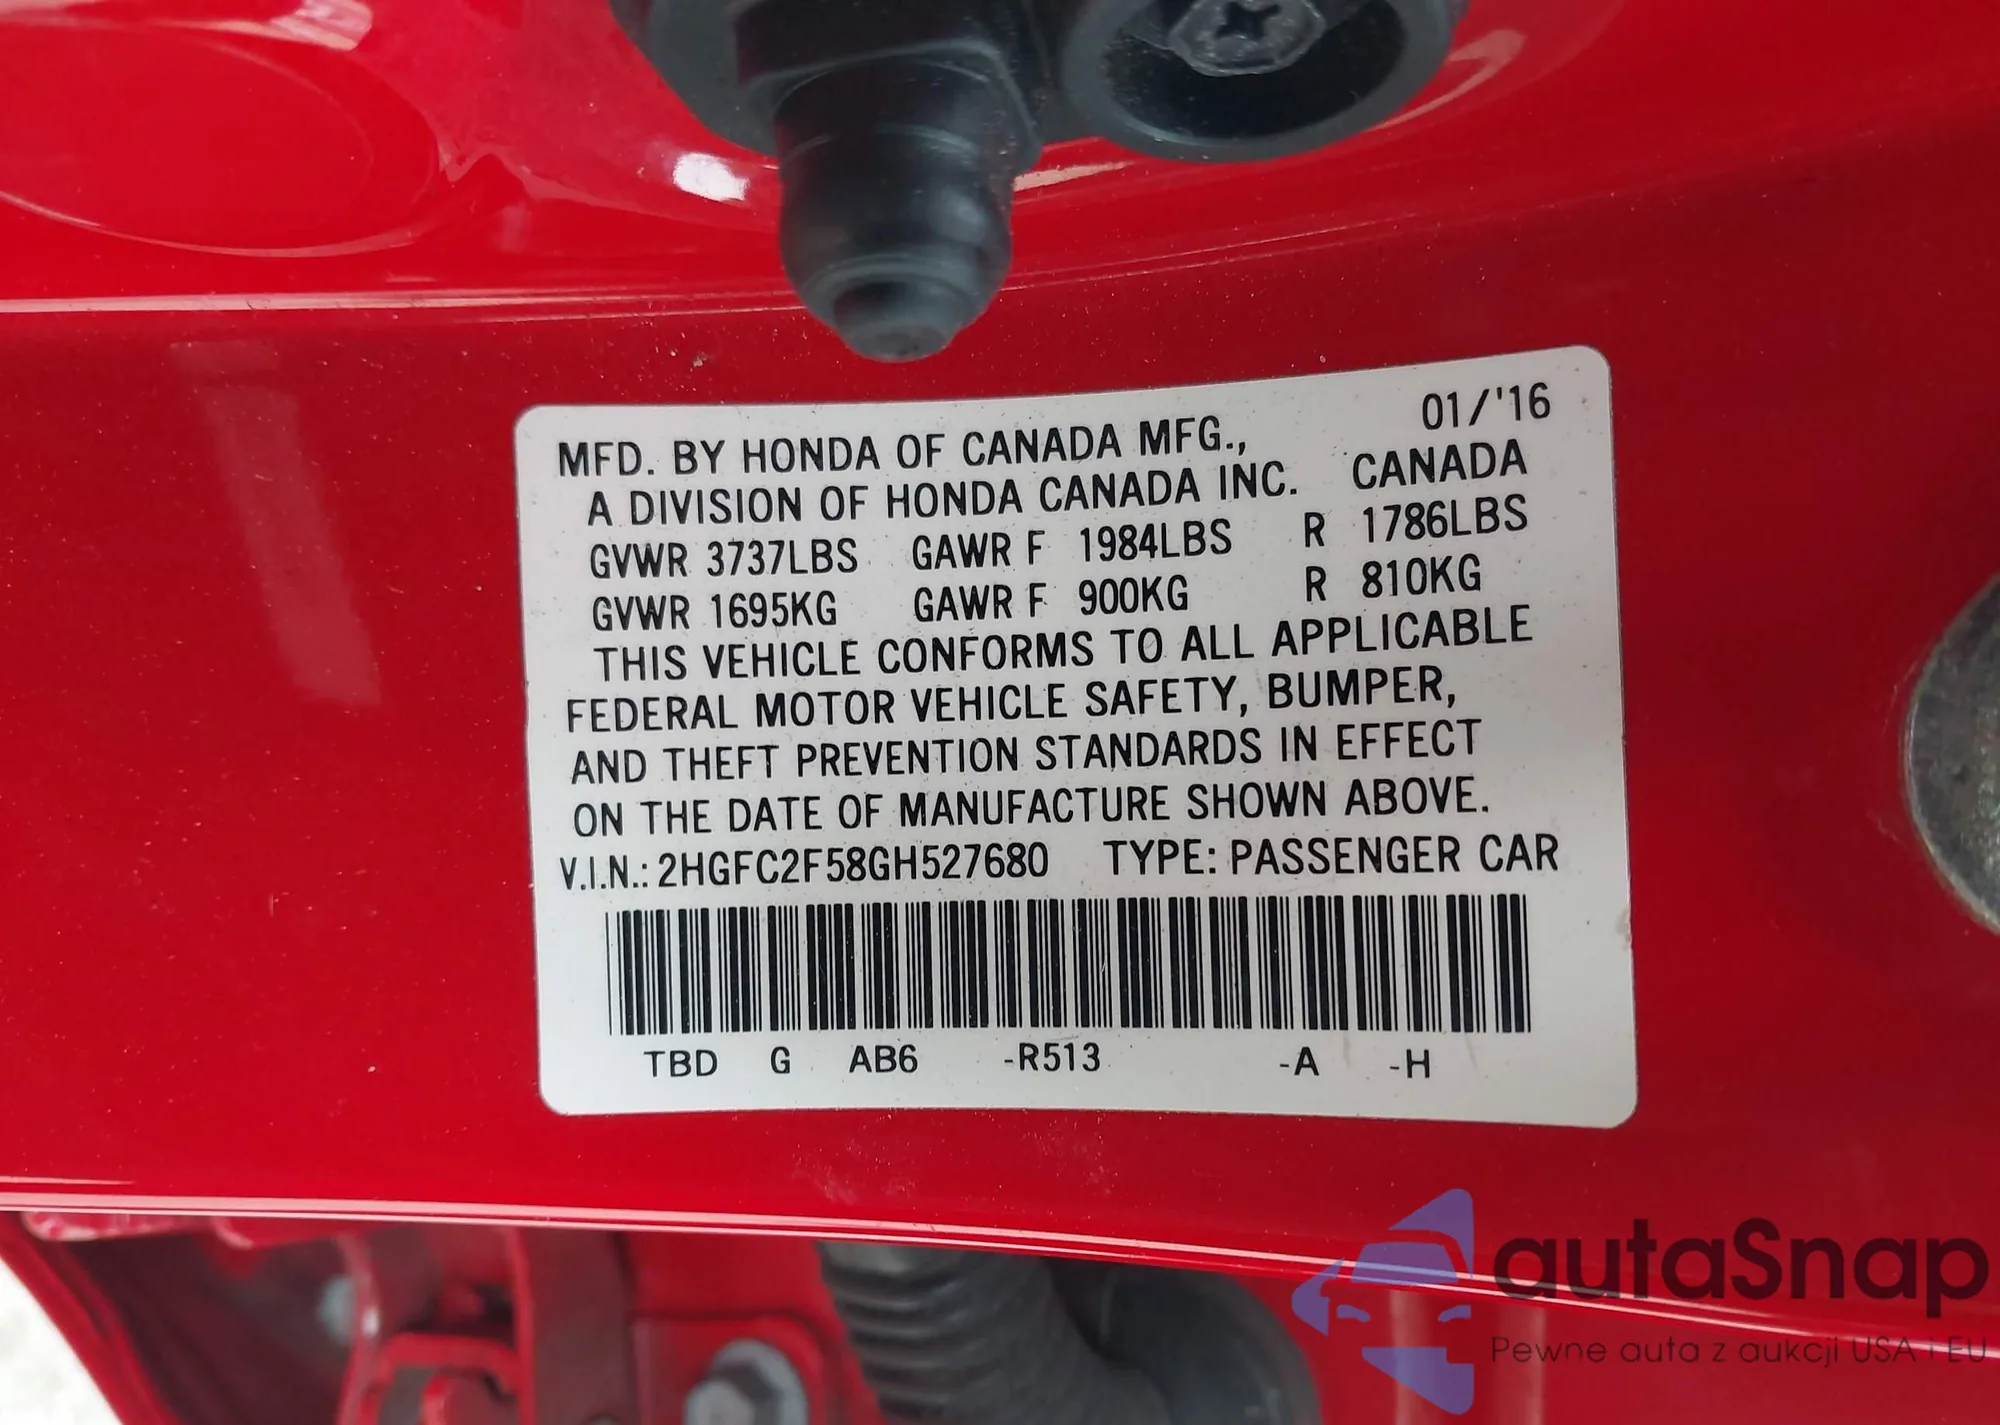 01/'16
MFD. BY HONDA OF CANADA MFG.,
A DIVISION OF HONDA CANADA INC. CANADA
GVWR 3737LBS GAWR F 1984LBS R 1786LBS
GVWR 1695KG GAWR F 900KG R 810KG
THIS VEHICLE CONFORMS TO ALL APPLICABLE
FEDERAL MOTOR VEHICLE SAFETY, BUMPER,
AND THEFT PREVENTION STANDARDS IN EFFECT
ON THE DATE OF MANUFACTURE SHOWN ABOVE.
V.I.N.: 2HGFC2F58GH527680 TYPE: PASSENGER CAR
TBD G AB6 -R513 -A -H
autaSnap
Pewne auta z aukcji USA i EU